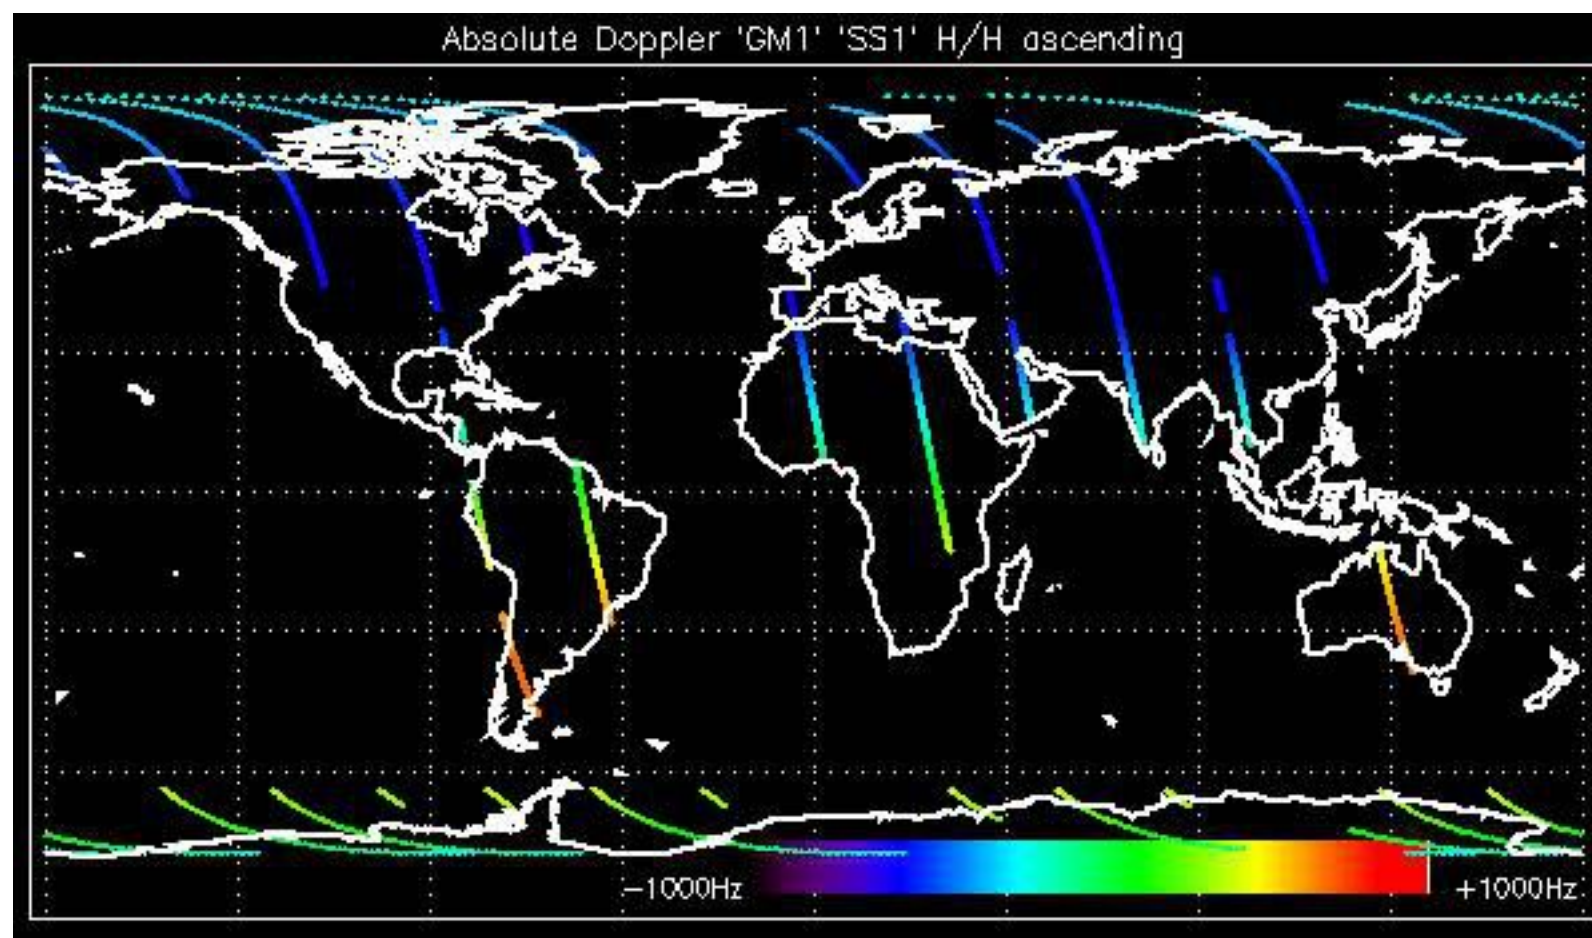 Absolute Doppler 'GM1' 'SS1' H/H ascending
-1000Hz +1000Hz